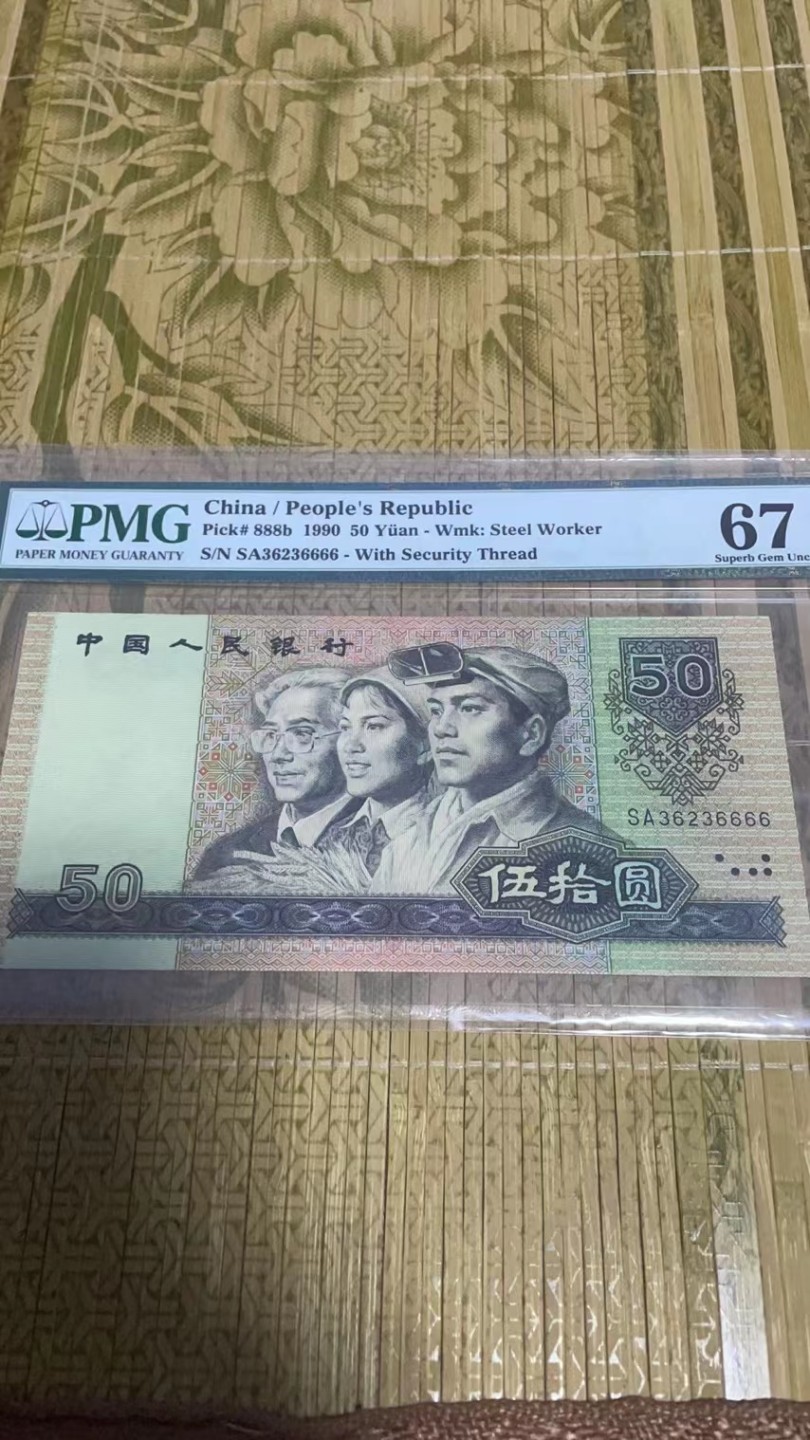 PMG
PAPER MONEY GUARANTY
China / People's Republic
Pick# 888b 1990 50 Yüan - Wmk: Steel Worker
S/N SA36236666 - With Security Thread
67
Superb Gem Unc
中国人民银行
50
SA36236666
50
伍拾圆